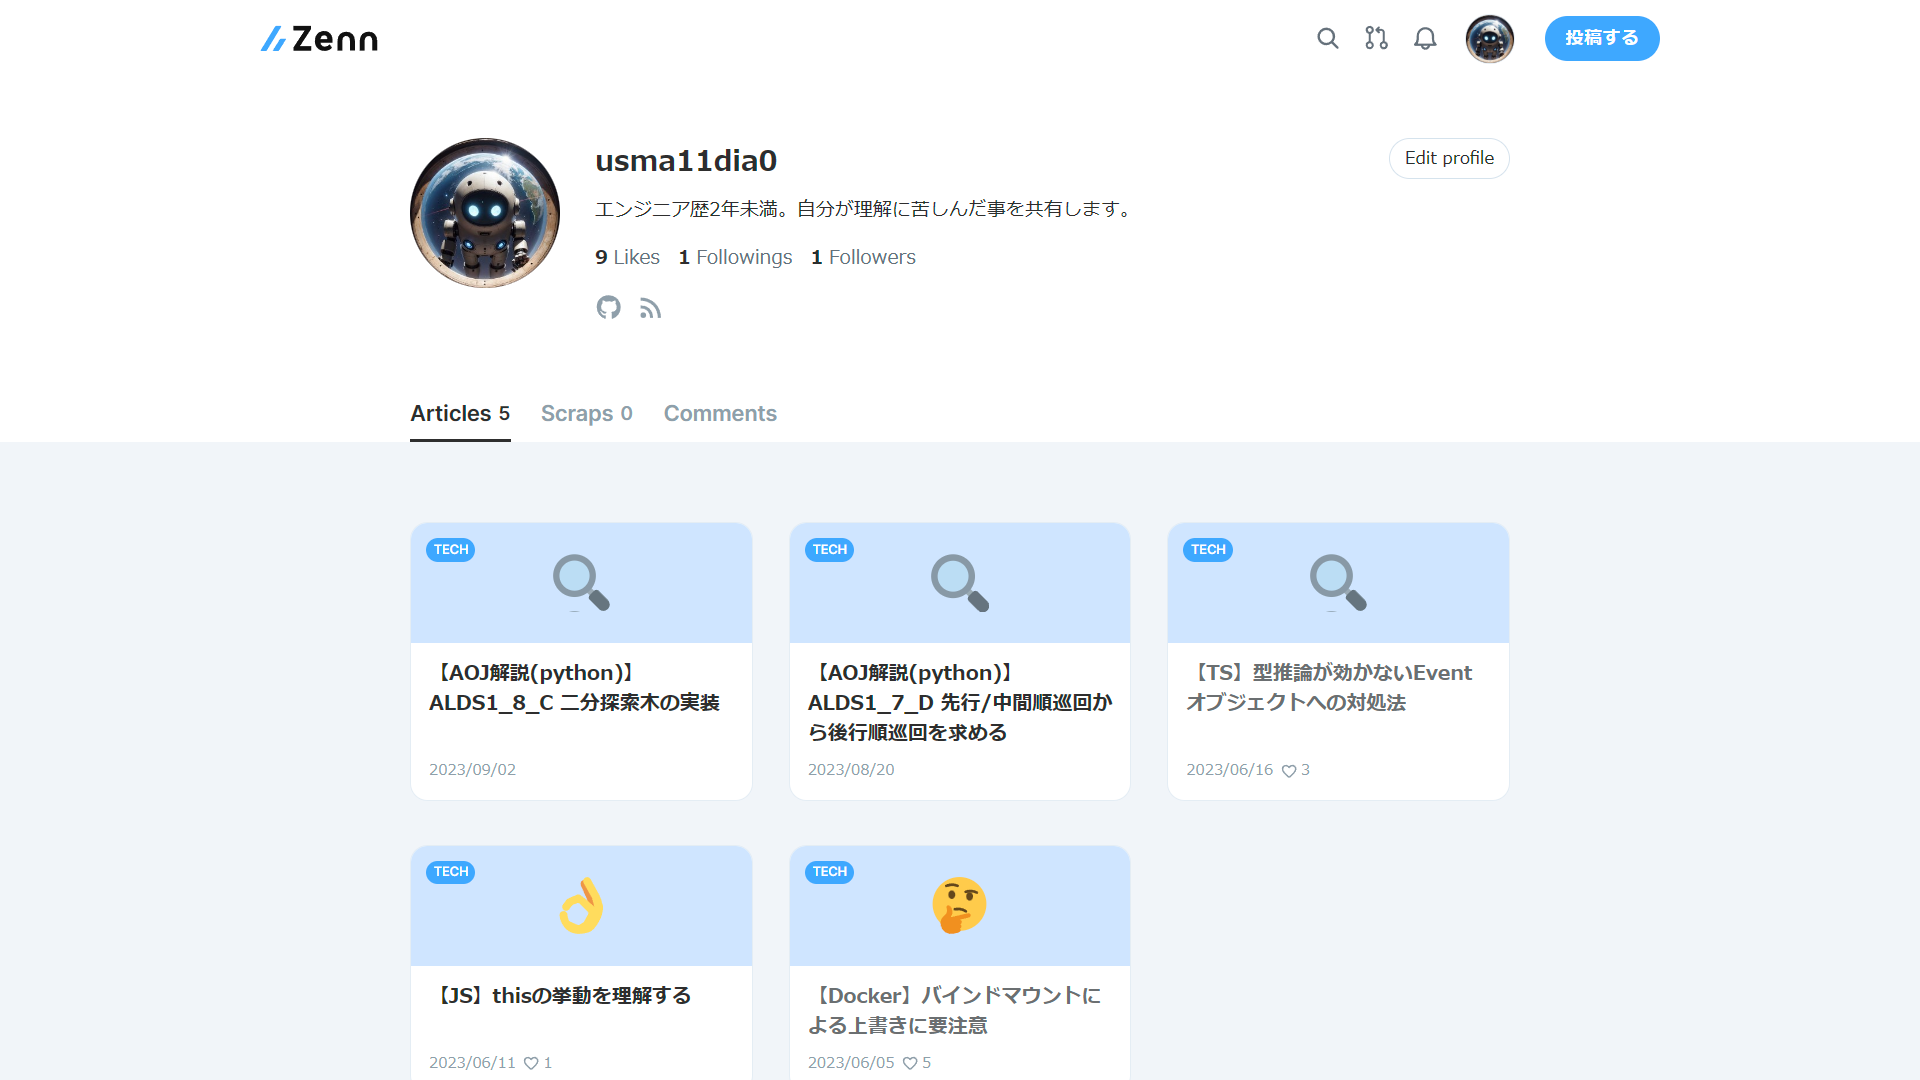 Zenn
投稿する
usma11dia0
Edit profile
エンジニア歴2年未満。自分が理解に苦しんだ事を共有します。
9 Likes 1 Followings 1 Followers
Articles 5 Scraps 0 Comments
TECH
【AOJ解説(python)】
ALDS1_8_C 二分探索木の実装
2023/09/02
TECH
【AOJ解説(python)】
ALDS1_7_D 先行/中間順巡回か
ら後行順巡回を求める
2023/08/20
TECH
【TS】型推論が効かないEvent
オブジェクトへの対処法
2023/06/16 3
TECH
【JS】thisの挙動を理解する
2023/06/11 1
TECH
【Docker】バインドマウントに
よる上書きに要注意
2023/06/05 5